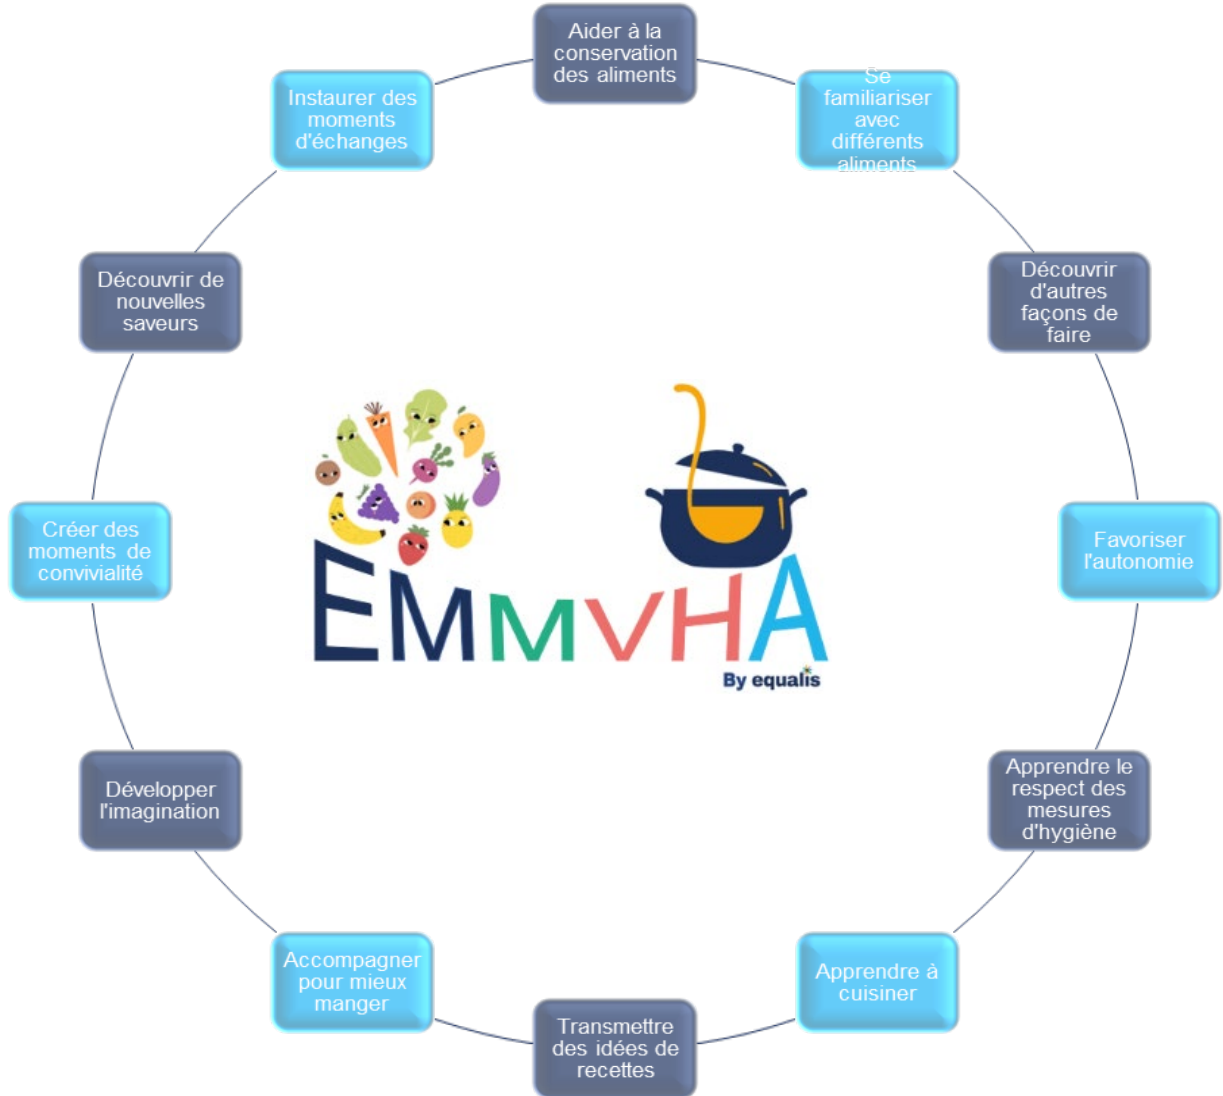 Aider à la
conservation
des aliments
Se
familiariser
avec
différents
aliments
Découvrir
d'autres
façons de
faire
Favoriser
l'autonomie
Apprendre le
respect des
mesures
d'hygiène
Apprendre à
cuisiner
Transmettre
des idées de
recettes
Accompagner
pour mieux
manger
Développer
l'imagination
Créer des
moments de
convivialité
Découvrir de
nouvelles
saveurs
Instaurer des
moments
d'échanges
EMMVHA
By equalis